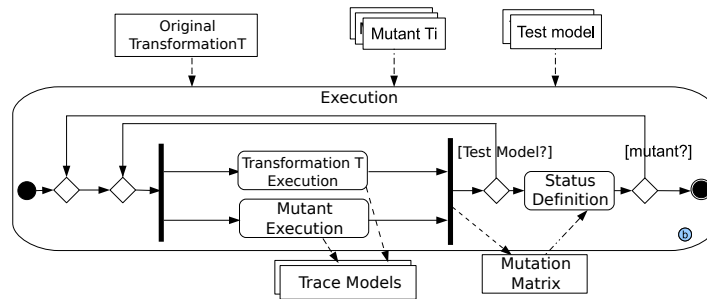 Original
TransformationT
Mutant Ti
Test model
Execution
[Test Model?]
[mutant?]
Transformation T
Execution
Mutant
Execution
Status
Definition
b
Trace Models
Mutation
Matrix